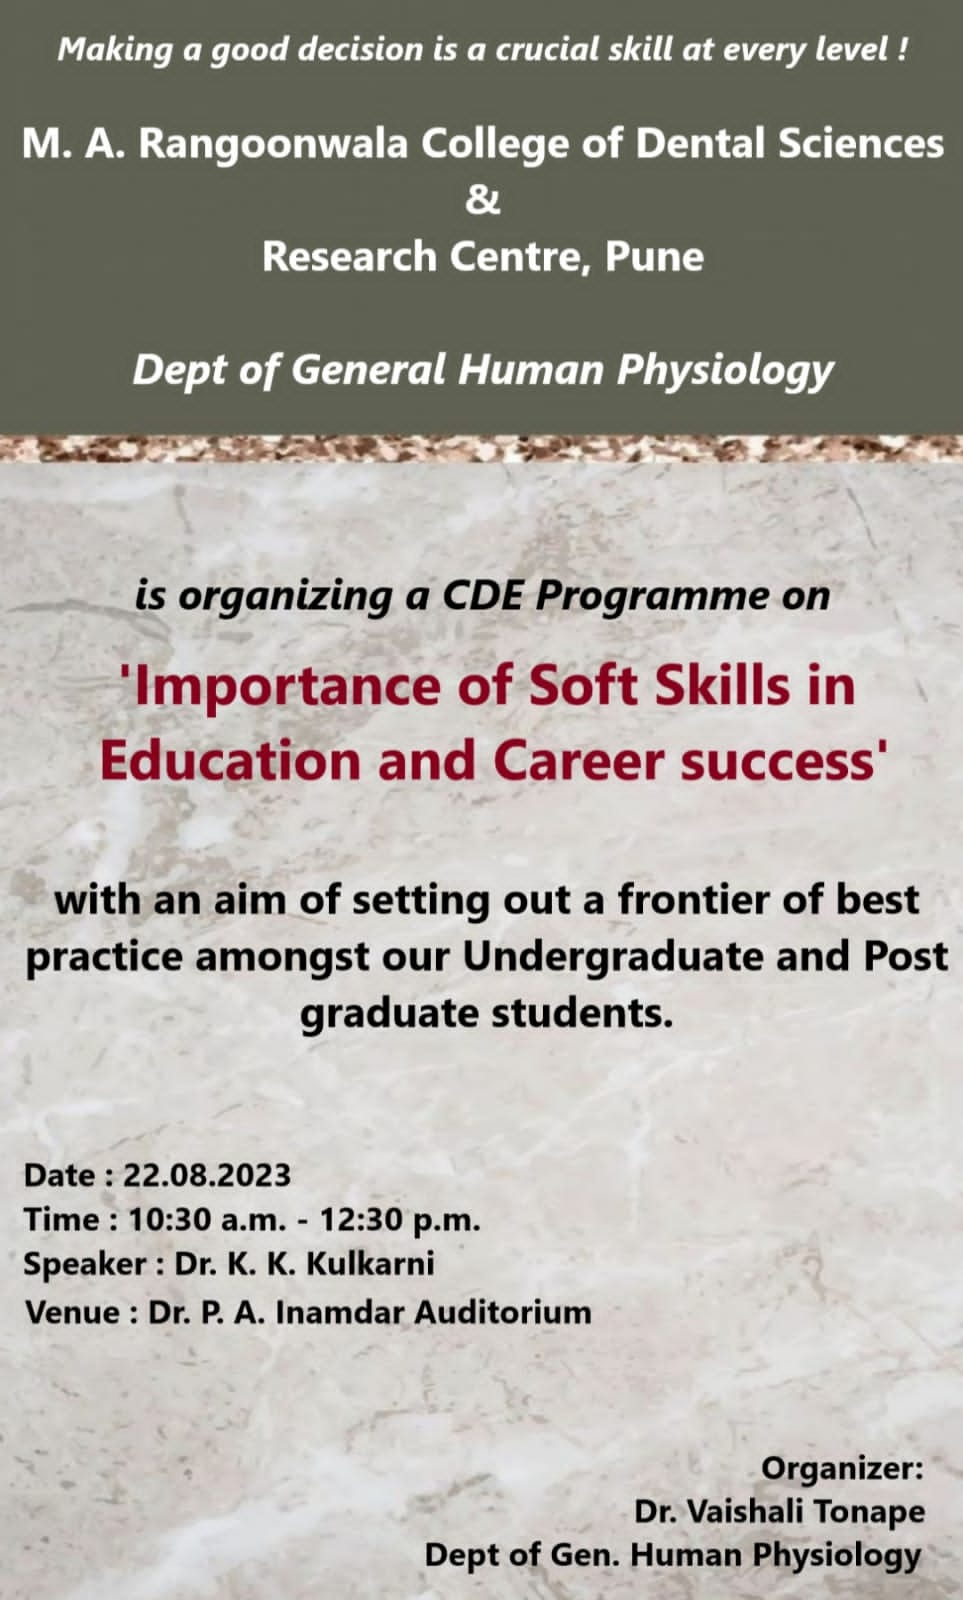 Making a good decision is a crucial skill at every level !
M. A. Rangoonwala College of Dental Sciences
&
Research Centre, Pune
Dept of General Human Physiology
is organizing a CDE Programme on
'Importance of Soft Skills in
Education and Career success'
with an aim of setting out a frontier of best
practice amongst our Undergraduate and Post
graduate students.
Date : 22.08.2023
Time : 10:30 a.m. - 12:30 p.m.
Speaker : Dr. K. K. Kulkarni
Venue : Dr. P. A. Inamdar Auditorium
Organizer:
Dr. Vaishali Tonape
Dept of Gen. Human Physiology